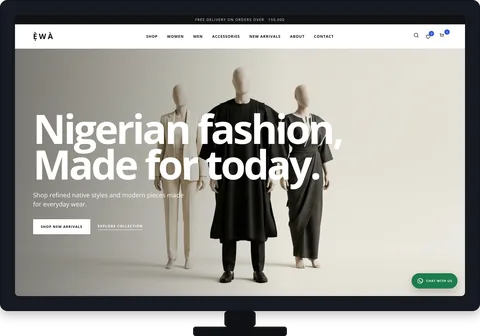 FREE DELIVERY ON ORDERS OVER 150,000
ẸWÀ
SHOP WOMEN MEN ACCESSORIES NEW ARRIVALS ABOUT CONTACT
Nigerian fashion,
Made for today.
Shop refined native styles and modern pieces made
for everyday wear.
SHOP NEW ARRIVALS EXPLORE COLLECTION
CHAT WITH US